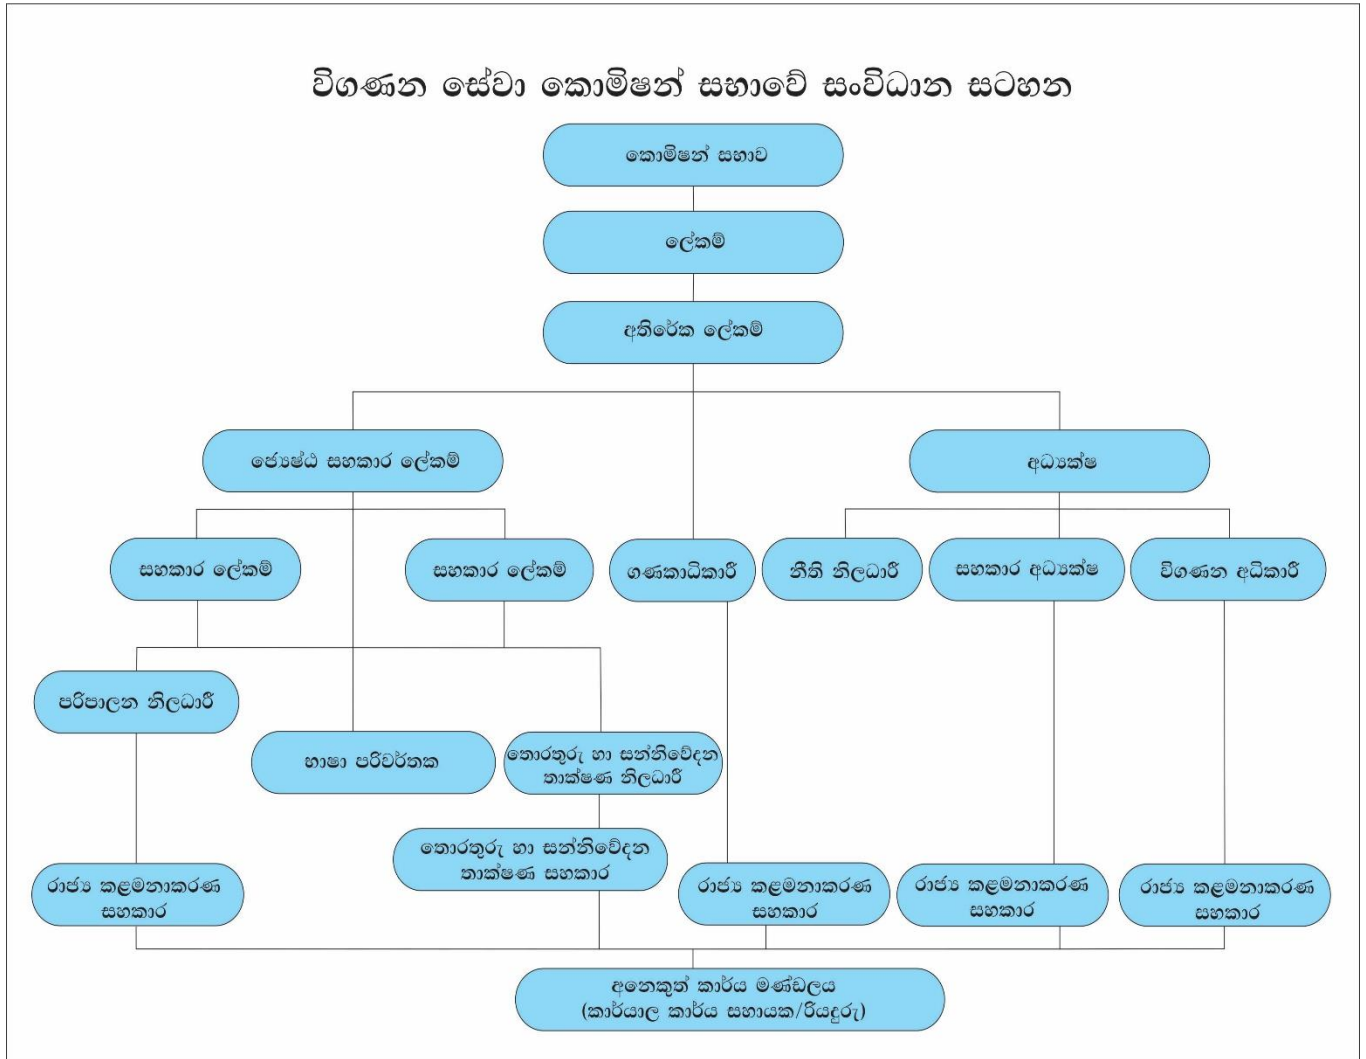 විගණන සේවා කොමිෂන් සභාවේ සංවිධාන සටහන
කොමිෂන් සභාව
ලේකම්
අතිරේක ලේකම්
ජ්‍යෙෂ්ඨ සහකාර ලේකම්
අධ්‍යක්ෂ
සහකාර ලේකම්
සහකාර ලේකම්
ගණකාධිකාරී
නීති නිලධාරී
සහකාර අධ්‍යක්ෂ
විගණන අධිකාරී
පරිපාලන නිලධාරී
භාෂා පරිවර්තක
තොරතුරු හා සන්නිවේදන
තාක්ෂණ නිලධාරී
තොරතුරු හා සන්නිවේදන
තාක්ෂණ සහකාර
රාජ්‍ය කළමනාකරණ
සහකාර
රාජ්‍ය කළමනාකරණ
සහකාර
රාජ්‍ය කළමනාකරණ
සහකාර
රාජ්‍ය කළමනාකරණ
සහකාර
අනෙකුත් කාර්ය මණ්ඩලය
(කාර්යාල කාර්ය සහායක/රියදුරු)